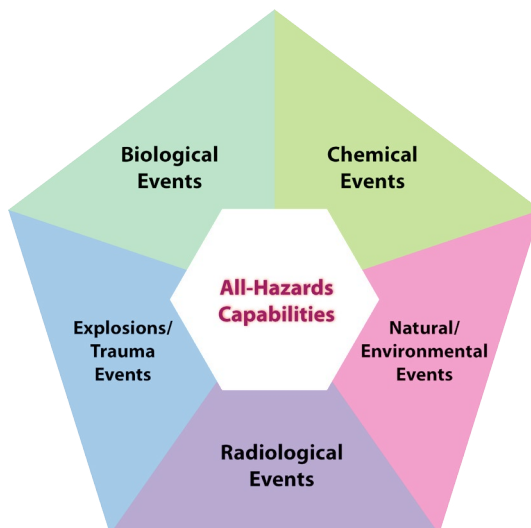 Biological
Events
Chemical
Events
All-Hazards
Capabilities
Explosions/
Trauma
Events
Natural/
Environmental
Events
Radiological
Events